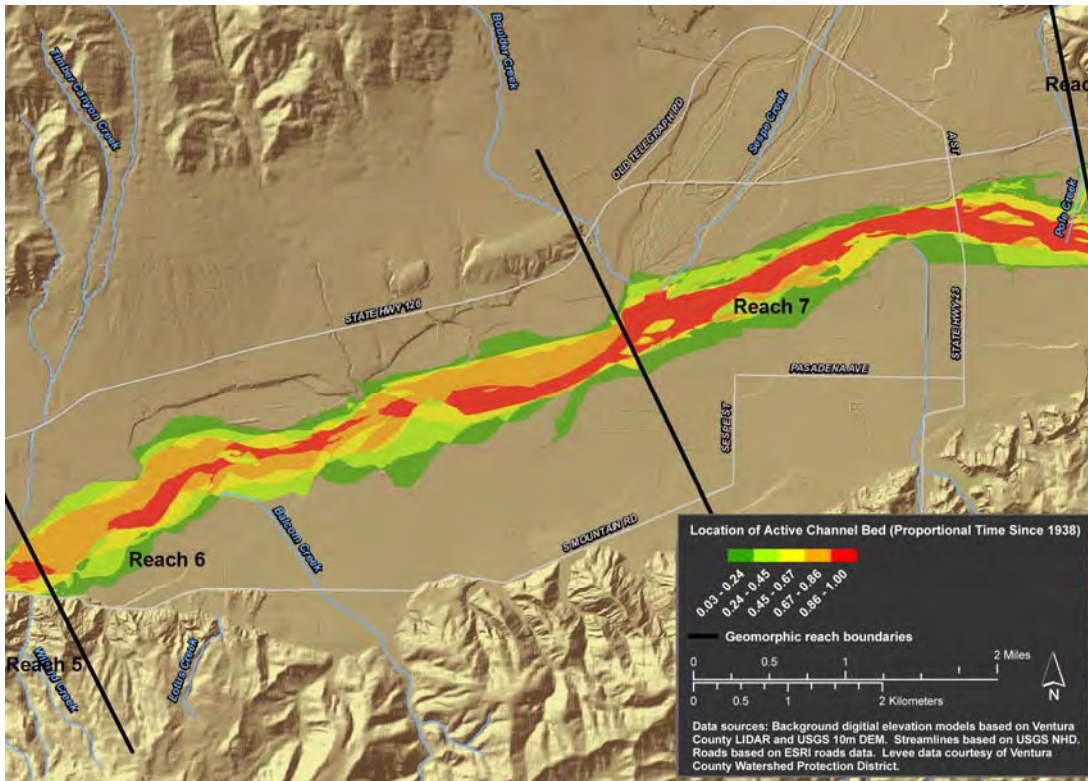 Timber Canyon Creek
Boulder Creek
OLD TELEGRAPH RD
Sespe Creek
A ST
Reac
Pole Creek
STATE HWY 126
Reach 7
STATE HWY 23
PASADENA AVE
SESPE ST
Balcom Creek
S MOUNTAIN RD
Reach 6
Reach 5
Willard Creek
Lotus Creek
Location of Active Channel Bed (Proportional Time Since 1938)
0.03 - 0.24
0.24 - 0.45
0.45 - 0.67
0.67 - 0.86
0.86 - 1.00
Geomorphic reach boundaries
0 0.5 1 2 Miles
0 0.5 1 2 Kilometers
N
Data sources: Background digitial elevation models based on Ventura
County LIDAR and USGS 10m DEM. Streamlines based on USGS NHD.
Roads based on ESRI roads data. Levee data courtesy of Ventura
County Watershed Protection District.